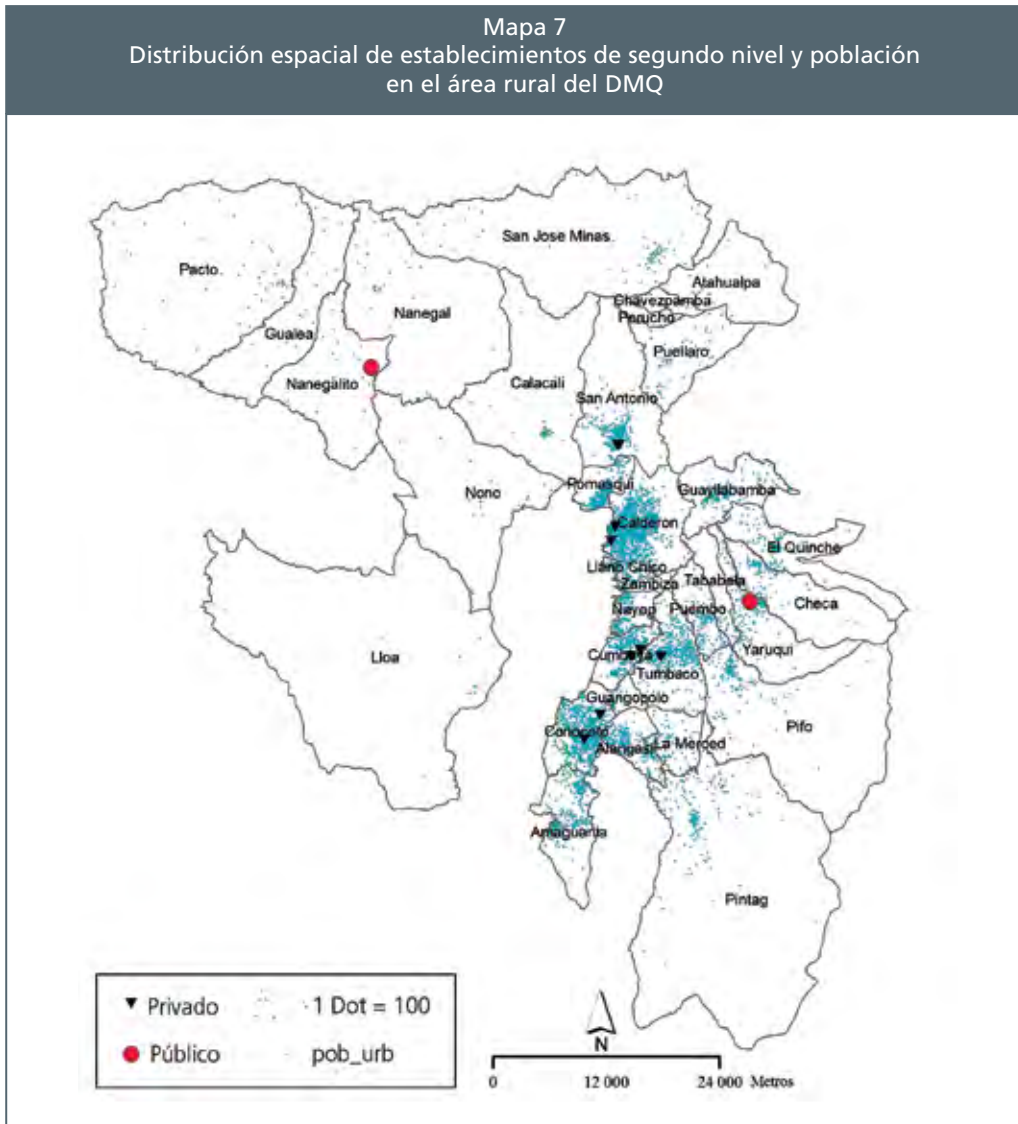 Mapa 7
Distribución espacial de establecimientos de segundo nivel y población
en el área rural del DMQ
San Jose Minas
Pacto
Atahualpa
Chavezpamba
Nanegal
Perucho
Gualea
Puellaro
Nanegalito
Calacali
San Antonio
Pomasqui
Guayllabamba
Nono
Calderon
El Quinche
Llano Chico
Zambiza
Tababela
Nayon
Puembo
Checa
Lloa
Cumbaya
Yaruqui
Tumbaco
Guangopolo
Pifo
Conocoto
Alangasi
La Merced
Amaguaña
Pintag
Privado
1 Dot = 100
Público
pob_urb
N
0
12 000
24 000 Metros